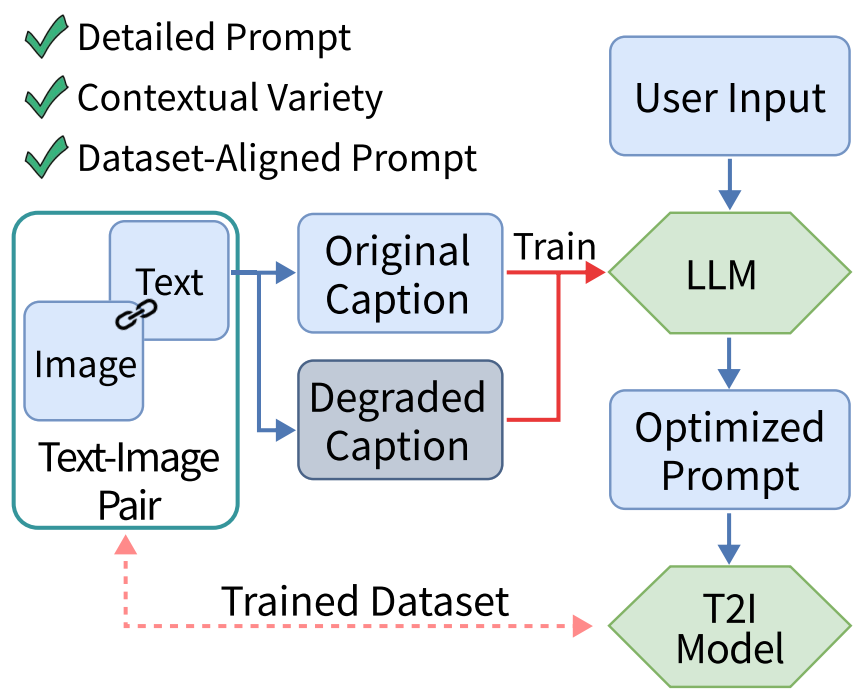 Detailed Prompt
Contextual Variety
Dataset-Aligned Prompt
User Input
Text
Image
Text-Image
Pair
Original
Caption
Degraded
Caption
Train
LLM
Optimized
Prompt
Trained Dataset
T2I
Model